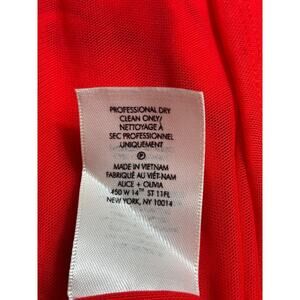 PROFESSIONAL DRY
CLEAN ONLY/
NETTOYAGE À
SEC PROFESSIONNEL
UNIQUEMENT
P
MADE IN VIETNAM
FABRIQUÉ AU VIÊT-NAM
ALICE + OLIVIA
450 W 14TH ST 11FL
NEW YORK, NY 10014